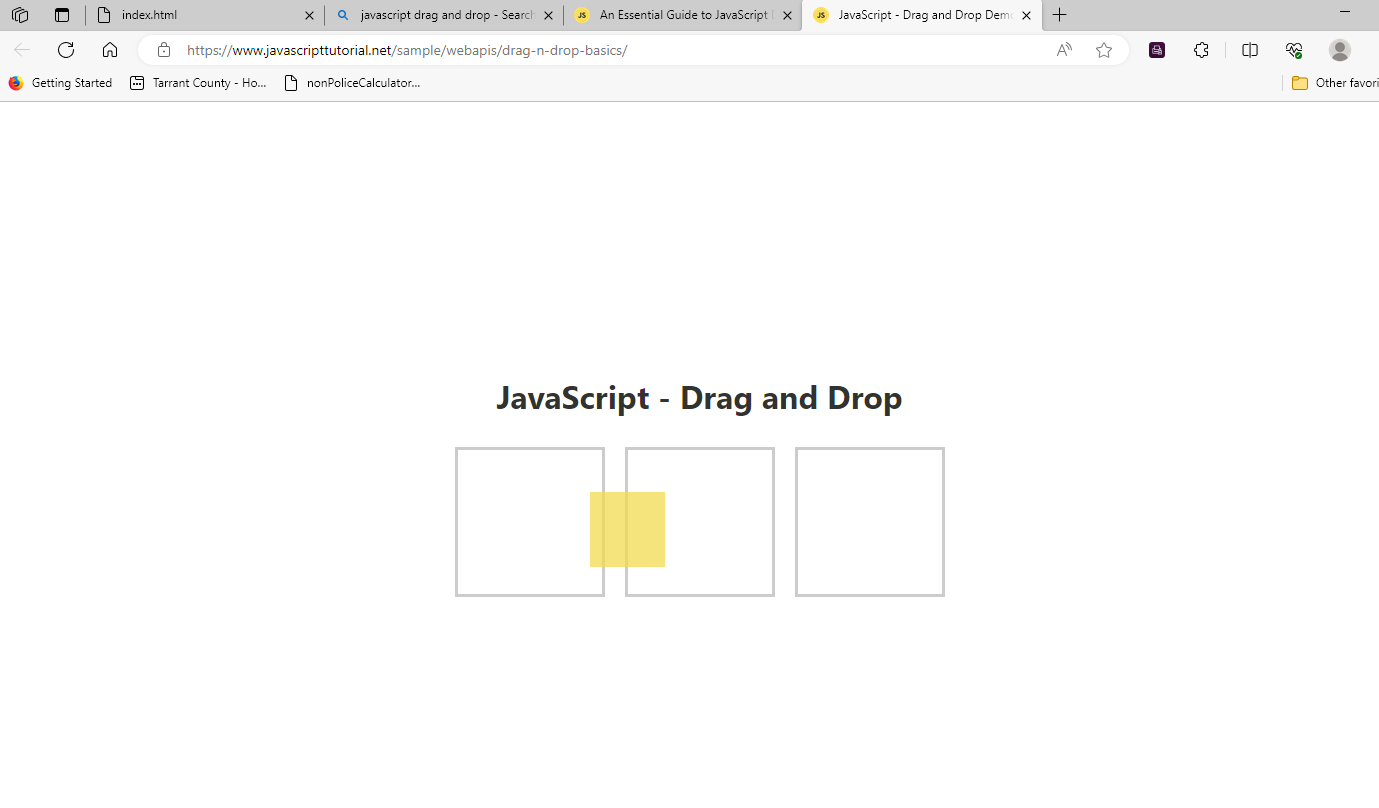 index.html
javascript drag and drop - Search
An Essential Guide to JavaScript
JS
JavaScript - Drag and Drop Demo
JS
https://www.javascripttutorial.net/sample/webapis/drag-n-drop-basics/
Getting Started
Tarrant County - Ho...
nonPoliceCalculator...
Other favori
JavaScript - Drag and Drop